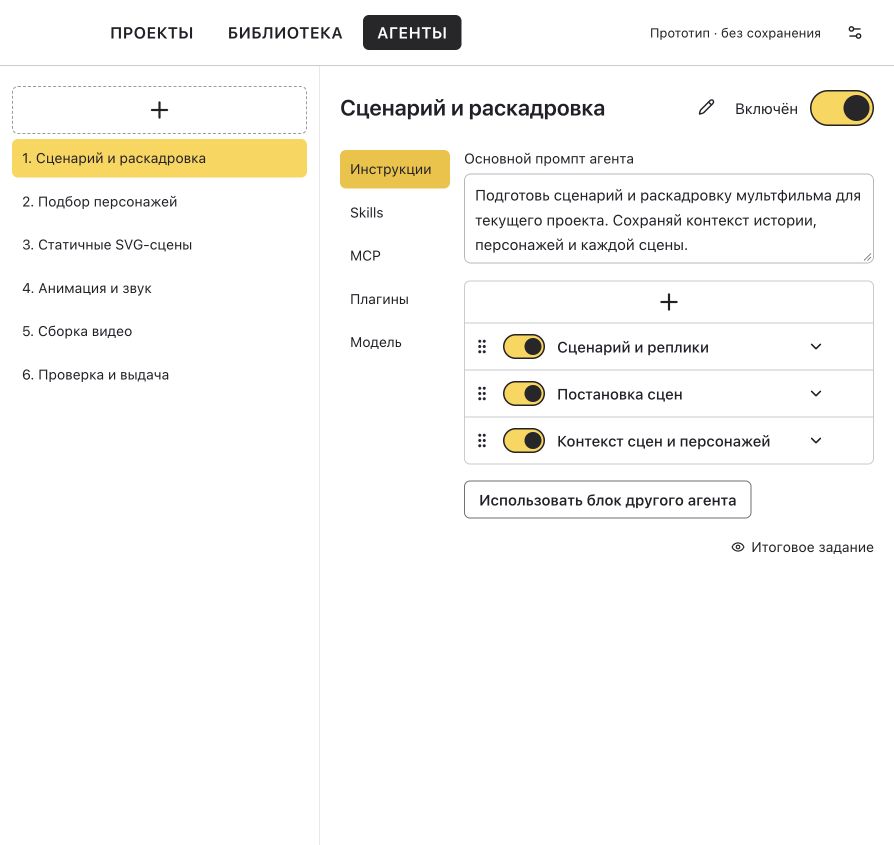 ПРОЕКТЫ БИБЛИОТЕКА АГЕНТЫ Прототип · без сохранения
1. Сценарий и раскадровка
2. Подбор персонажей
3. Статичные SVG-сцены
4. Анимация и звук
5. Сборка видео
6. Проверка и выдача
Сценарий и раскадровка Включён
Инструкции
Skills
MCP
Плагины
Модель
Основной промпт агента
Подготовь сценарий и раскадровку мультфильма для
текущего проекта. Сохраняй контекст истории,
персонажей и каждой сцены.
Сценарий и реплики
Постановка сцен
Контекст сцен и персонажей
Использовать блок другого агента
Итоговое задание